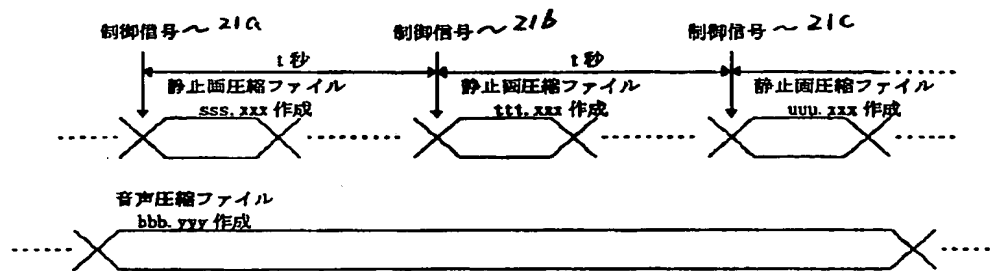 制御信号～21a
制御信号～21b
制御信号～21c
t秒
t秒
静止画圧縮ファイル
sss.xxx 作成
静止画圧縮ファイル
ttt.xxx 作成
静止画圧縮ファイル
uuu.xxx 作成
音声圧縮ファイル
bbb.yyy 作成